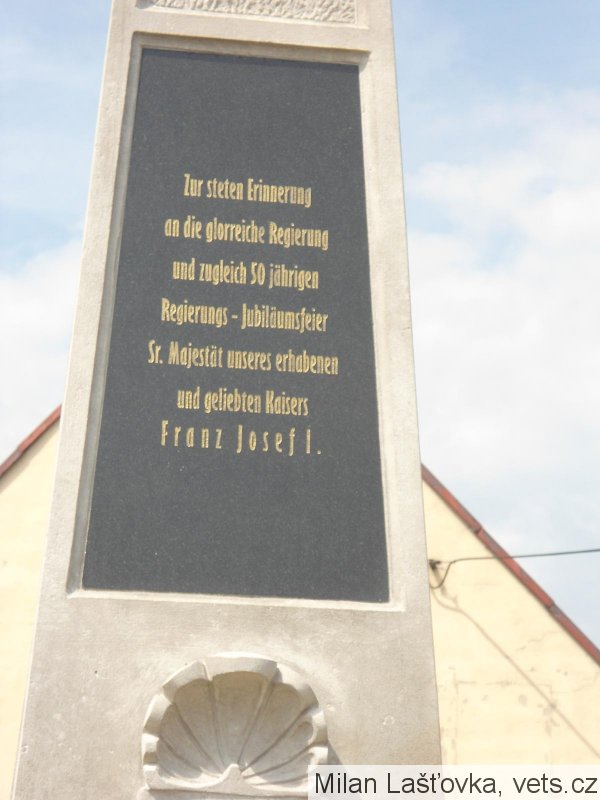 Zur steten Erinnerung
an die glorreiche Regierung
und zugleich 50 jährigen
Regierungs - Jubiläumsfeier
Sr. Majestät unseres erhabenen
und geliebten Kaisers
Franz Josef I.
Milan Lašťovka, vets.cz